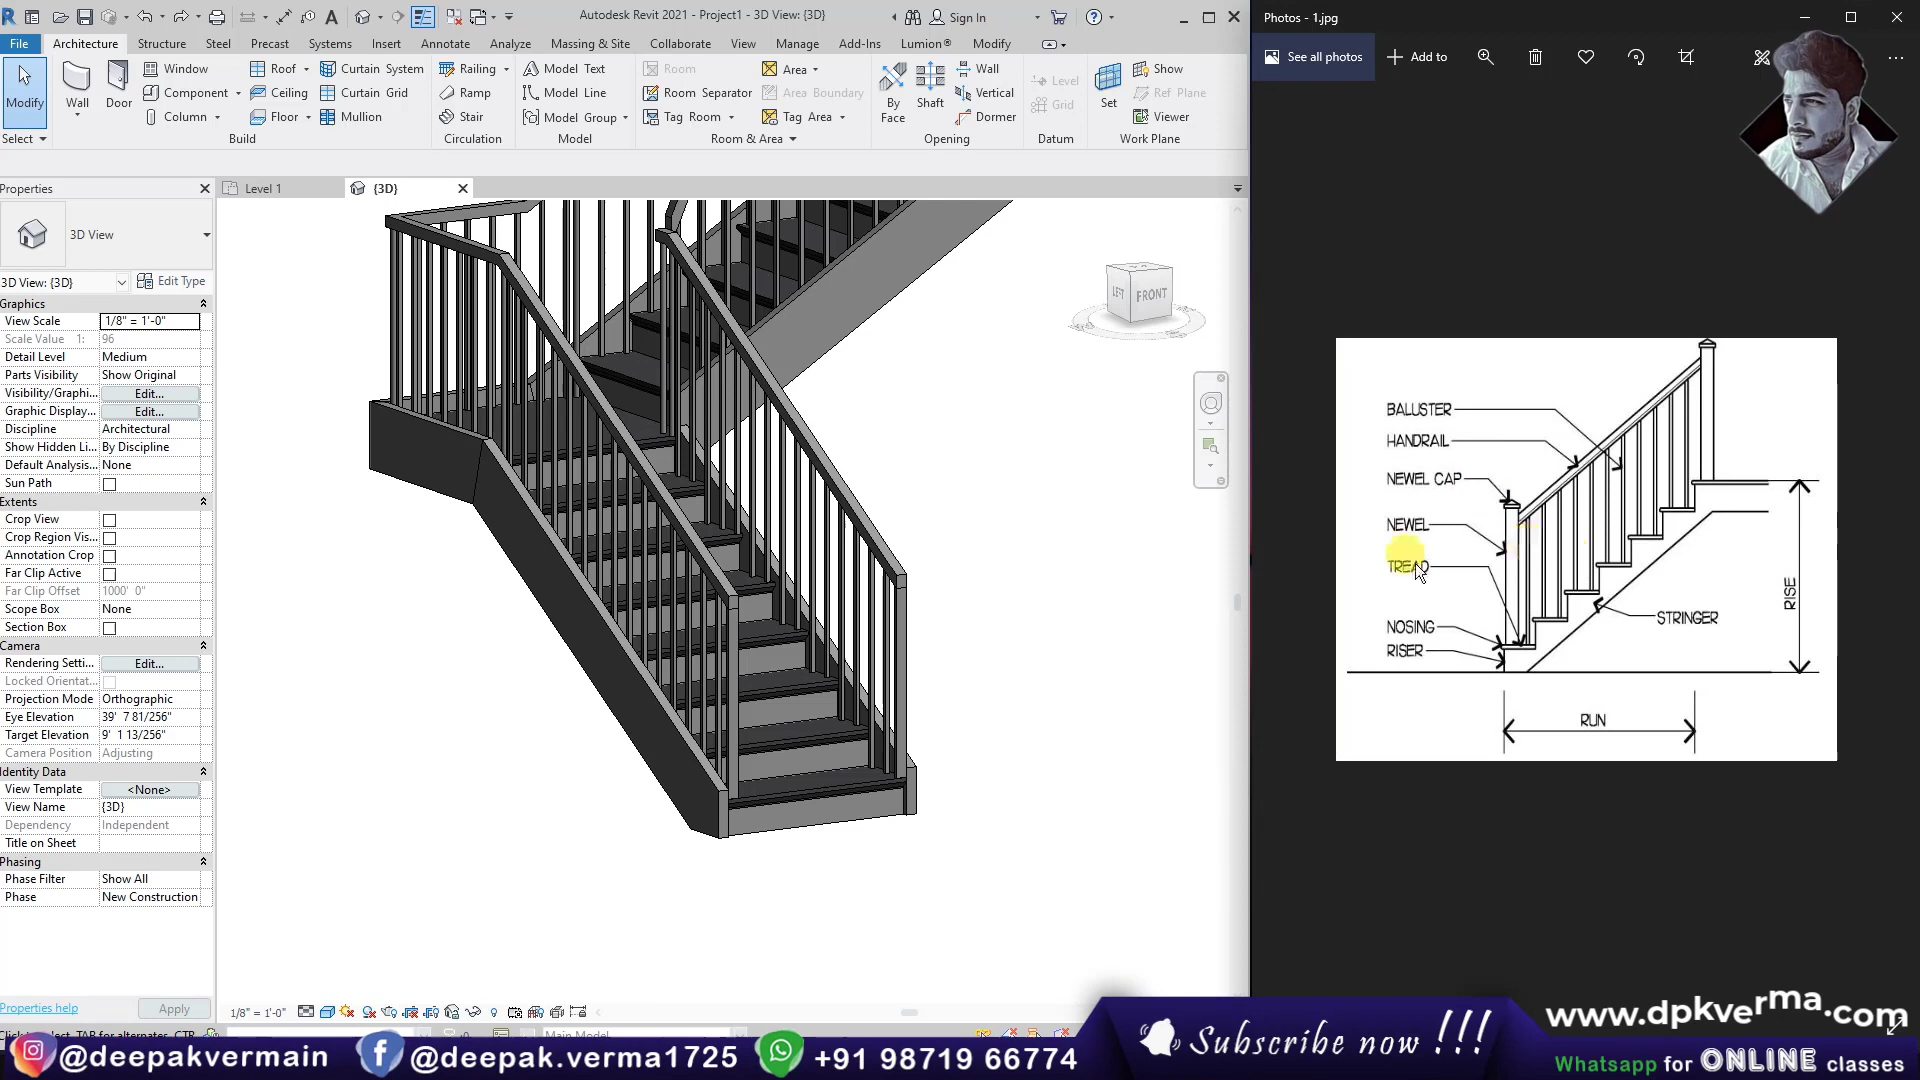 Autodesk Revit 2021 - Project1 - 3D View: {3D}
Sign In
File Architecture Structure Steel Precast Systems Insert Annotate Analyze Massing & Site Collaborate View Manage Add-Ins Lumion® Modify
Modify
Wall
Door
Window
Component
Column
Roof
Ceiling
Floor
Curtain System
Curtain Grid
Mullion
Railing
Ramp
Stair
Model Text
Model Line
Model Group
Room
Room Separator
Tag Room
Area
Area Boundary
Tag Area
By Face
Shaft
Wall
Vertical
Dormer
Level
Grid
Set
Show
Ref Plane
Viewer
Select
Build
Circulation
Model
Room & Area
Opening
Datum
Work Plane
Properties
Level 1
{3D}
3D View
3D View: {3D}
Edit Type
Graphics
View Scale 1/8" = 1'-0"
Scale Value 1: 96
Detail Level Medium
Parts Visibility Show Original
Visibility/Graphi... Edit...
Graphic Display... Edit...
Discipline Architectural
Show Hidden Li... By Discipline
Default Analysis... None
Sun Path
Extents
Crop View
Crop Region Vis...
Annotation Crop
Far Clip Active
Far Clip Offset 1000' 0"
Scope Box None
Section Box
Camera
Rendering Setti... Edit...
Locked Orientat...
Projection Mode Orthographic
Eye Elevation 39' 7 81/256"
Target Elevation 9' 1 13/256"
Camera Position Adjusting
Identity Data
View Template <None>
View Name {3D}
Dependency Independent
Title on Sheet
Phasing
Phase Filter Show All
Phase New Construction
Properties help
Apply
1/8" = 1'-0"
Main Model
LEFT FRONT
Photos - 1.jpg
See all photos
Add to
BALUSTER
HANDRAIL
NEWEL CAP
NEWEL
TREAD
NOSING
RISER
STRINGER
RISE
RUN
@deepakvermain
@deepak.verma1725
+91 98719 66774
Subscribe now !!!
www.dpkverma.com
Whatsapp for ONLINE classes